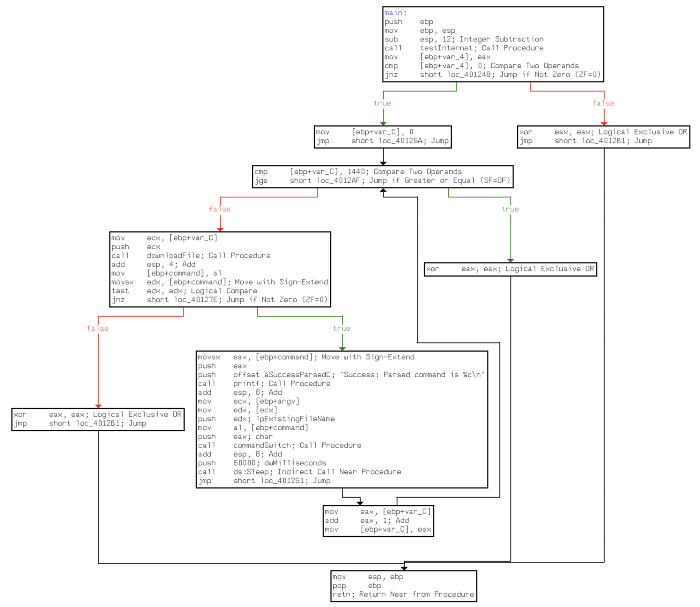 main:
push ebp
mov ebp, esp
sub esp, 12; Integer Subtraction
call testInternet; Call Procedure
mov [ebp+var_4], eax
cmp [ebp+var_4], 0; Compare Two Operands
jnz short loc_40124B; Jump if Not Zero (ZF=0)
true
false
mov [ebp+var_C], 0
jmp short loc_40125A; Jump
xor eax, eax; Logical Exclusive OR
jmp short loc_4012B1; Jump
cmp [ebp+var_C], 1440; Compare Two Operands
jge short loc_4012AF; Jump if Greater or Equal (SF=OF)
false
true
mov ecx, [ebp+var_C]
push ecx
call downloadFile; Call Procedure
add esp, 4; Add
mov [ebp+command], al
movsx edx, [ebp+command]; Move with Sign-Extend
test edx, edx; Logical Compare
jnz short loc_40127E; Jump if Not Zero (ZF=0)
xor eax, eax; Logical Exclusive OR
false
true
movsx eax, [ebp+command]; Move with Sign-Extend
push eax
push offset aSuccessParsedC; "Success: Parsed command is %c\n"
call printf; Call Procedure
add esp, 8; Add
mov ecx, [ebp+argv]
mov edx, [ecx]
push edx; lpExistingFileName
mov al, [ebp+command]
push eax; char
call commandSwitch; Call Procedure
add esp, 8; Add
push 60000; dwMilliseconds
call ds:Sleep; Indirect Call Near Procedure
jmp short loc_401251; Jump
xor eax, eax; Logical Exclusive OR
jmp short loc_4012B1; Jump
mov eax, [ebp+var_C]
add eax, 1; Add
mov [ebp+var_C], eax
mov esp, ebp
pop ebp
retn; Return Near from Procedure